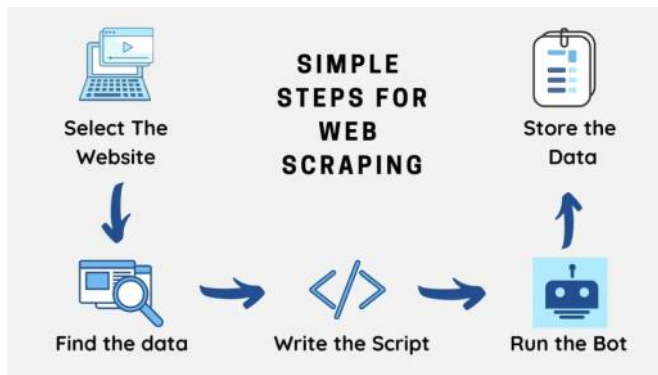 SIMPLE
STEPS FOR
WEB
SCRAPING
Select The
Website
Find the data
Write the Script
Run the Bot
Store the
Data